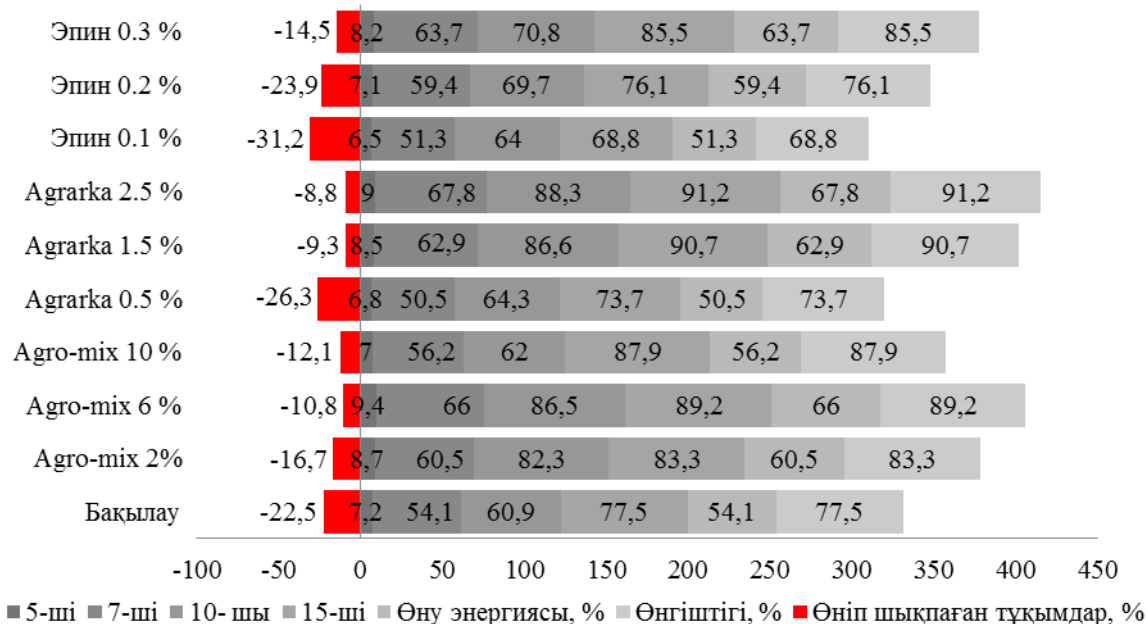 Эпин 0.3 % -14,5 8,2 63,7 70,8 85,5 63,7 85,5
Эпин 0.2 % -23,9 7,1 59,4 69,7 76,1 59,4 76,1
Эпин 0.1 % -31,2 6,5 51,3 64 68,8 51,3 68,8
Agrarka 2.5 % -8,8 9 67,8 88,3 91,2 67,8 91,2
Agrarka 1.5 % -9,3 8,5 62,9 86,6 90,7 62,9 90,7
Agrarka 0.5 % -26,3 6,8 50,5 64,3 73,7 50,5 73,7
Agro-mix 10 % -12,1 7 56,2 62 87,9 56,2 87,9
Agro-mix 6 % -10,8 9,4 66 86,5 89,2 66 89,2
Agro-mix 2% -16,7 8,7 60,5 82,3 83,3 60,5 83,3
Бақылау -22,5 7,2 54,1 60,9 77,5 54,1 77,5
-100 -50 0 50 100 150 200 250 300 350 400 450
5-ші 7-ші 10- шы 15-ші Өну энергиясы, % Өнгіштігі, % Өніп шықпаған тұқымдар, %